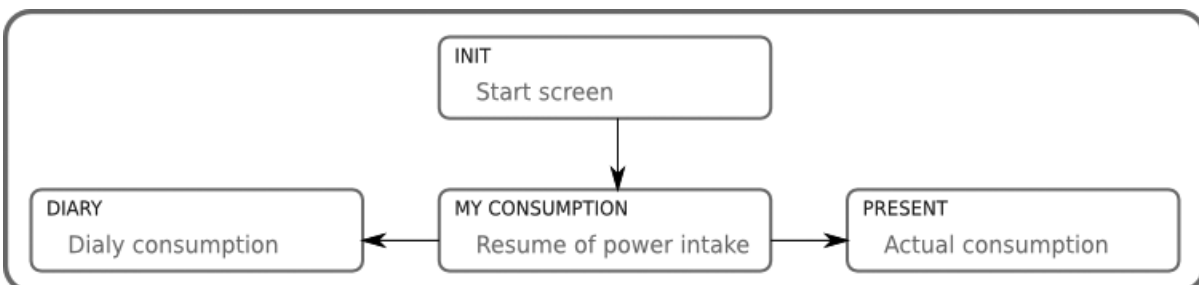 INIT
Start screen
DIARY
Dialy consumption
MY CONSUMPTION
Resume of power intake
PRESENT
Actual consumption